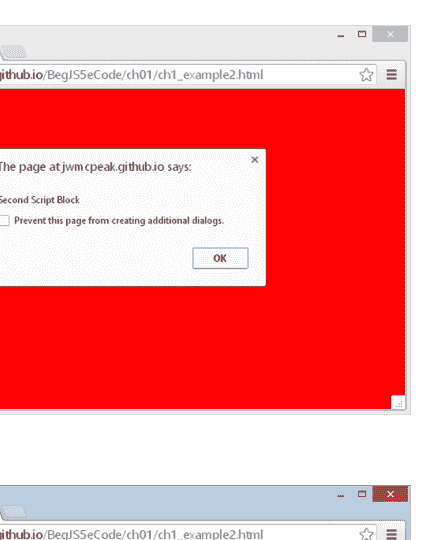 github.io/BegJS5eCode/ch01/ch1_example2.html
The page at jwmcpeak.github.io says:
Second Script Block
Prevent this page from creating additional dialogs.
OK
github.io/BegJS5eCode/ch01/ch1_example2.html